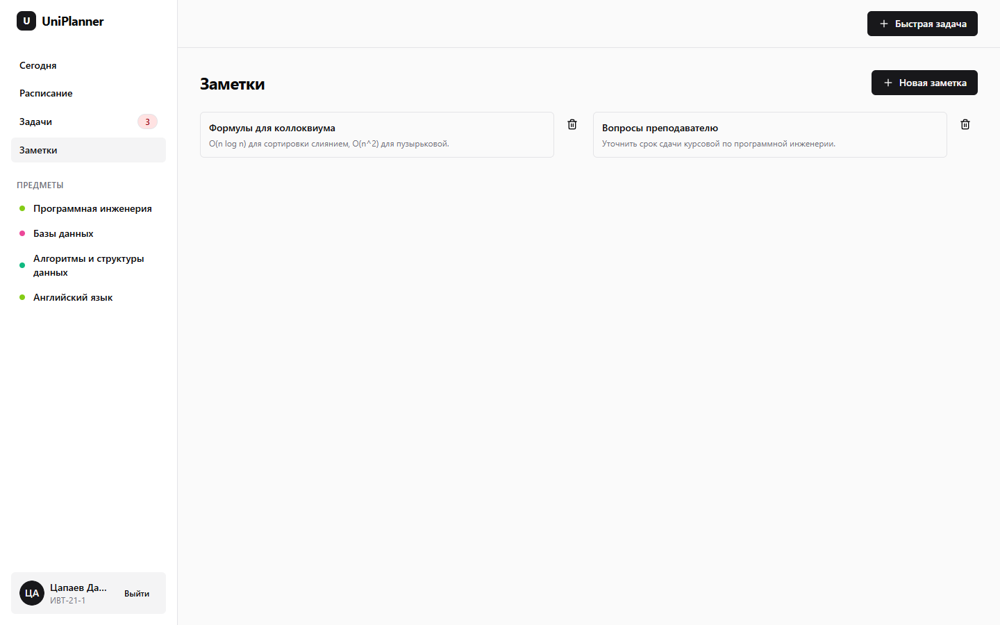 U UniPlanner
Сегодня
Расписание
Задачи 3
Заметки
ПРЕДМЕТЫ
Программная инженерия
Базы данных
Алгоритмы и структуры
данных
Английский язык
ЦА Цапаев Да...
ИВТ-21-1
Выйти
Быстрая задача
Заметки
Новая заметка
Формулы для коллоквиума
O(n log n) для сортировки слиянием, O(n^2) для пузырьковой.
Вопросы преподавателю
Уточнить срок сдачи курсовой по программной инженерии.